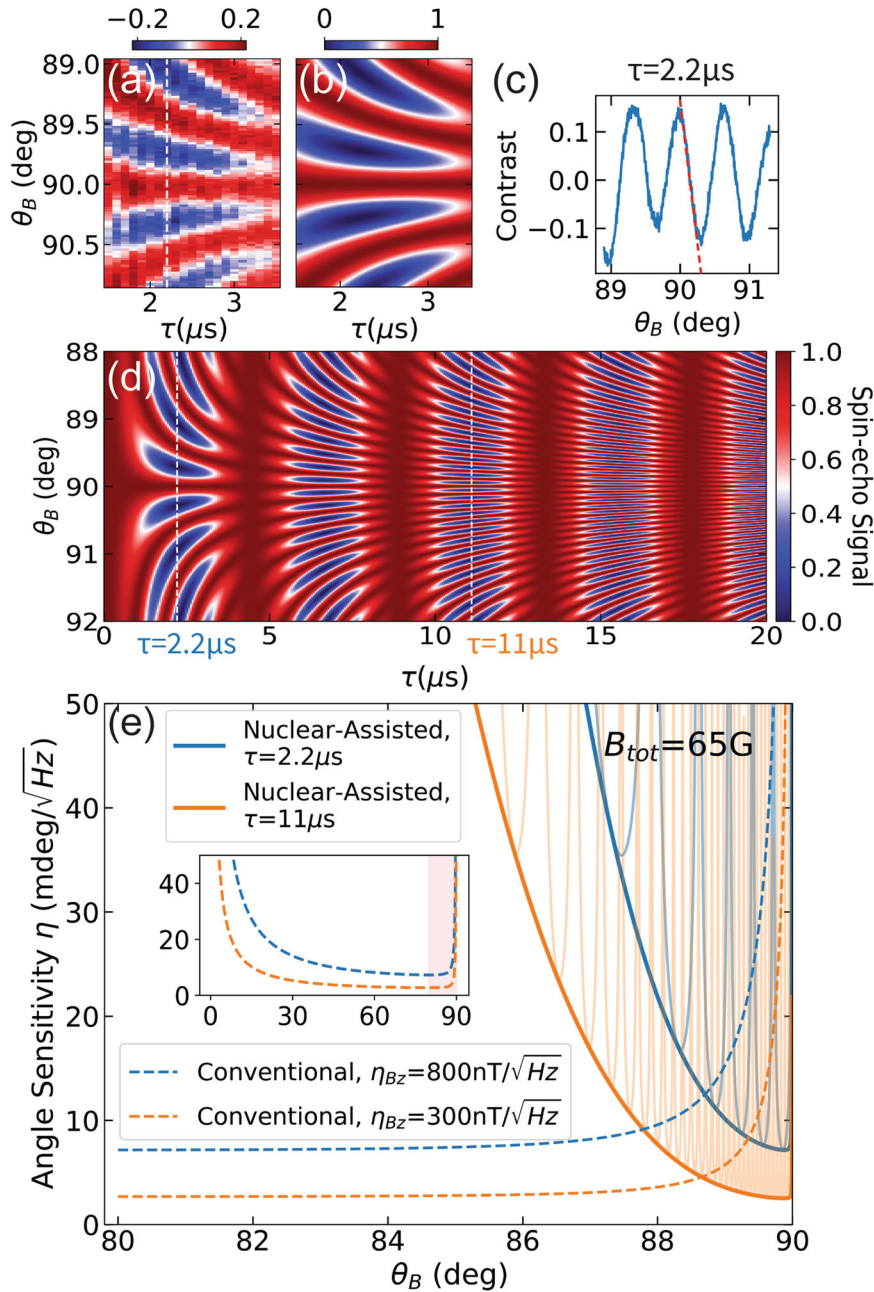 −0.2 0.2 0 1
(a) (b) (c) τ=2.2μs
89.0
89.5
90.0
90.5
θB (deg)
2 3
τ(μs)
2 3
τ(μs)
0.1
0.0
−0.1
Contrast
89 90 91
θB (deg)
(d)
88
89
90
91
92
θB (deg)
0 5 10 15 20
τ=2.2μs τ=11μs
τ(μs)
1.0
0.8
0.6
0.4
0.2
0.0
Spin-echo Signal
(e)
50
40
30
20
10
0
Angle Sensitivity η (mdeg/√Hz)
Nuclear-Assisted,
τ=2.2μs
Nuclear-Assisted,
τ=11μs
Btot=65G
40
20
0
0 30 60 90
Conventional, ηBz=800nT/√Hz
Conventional, ηBz=300nT/√Hz
80 82 84 86 88 90
θB (deg)